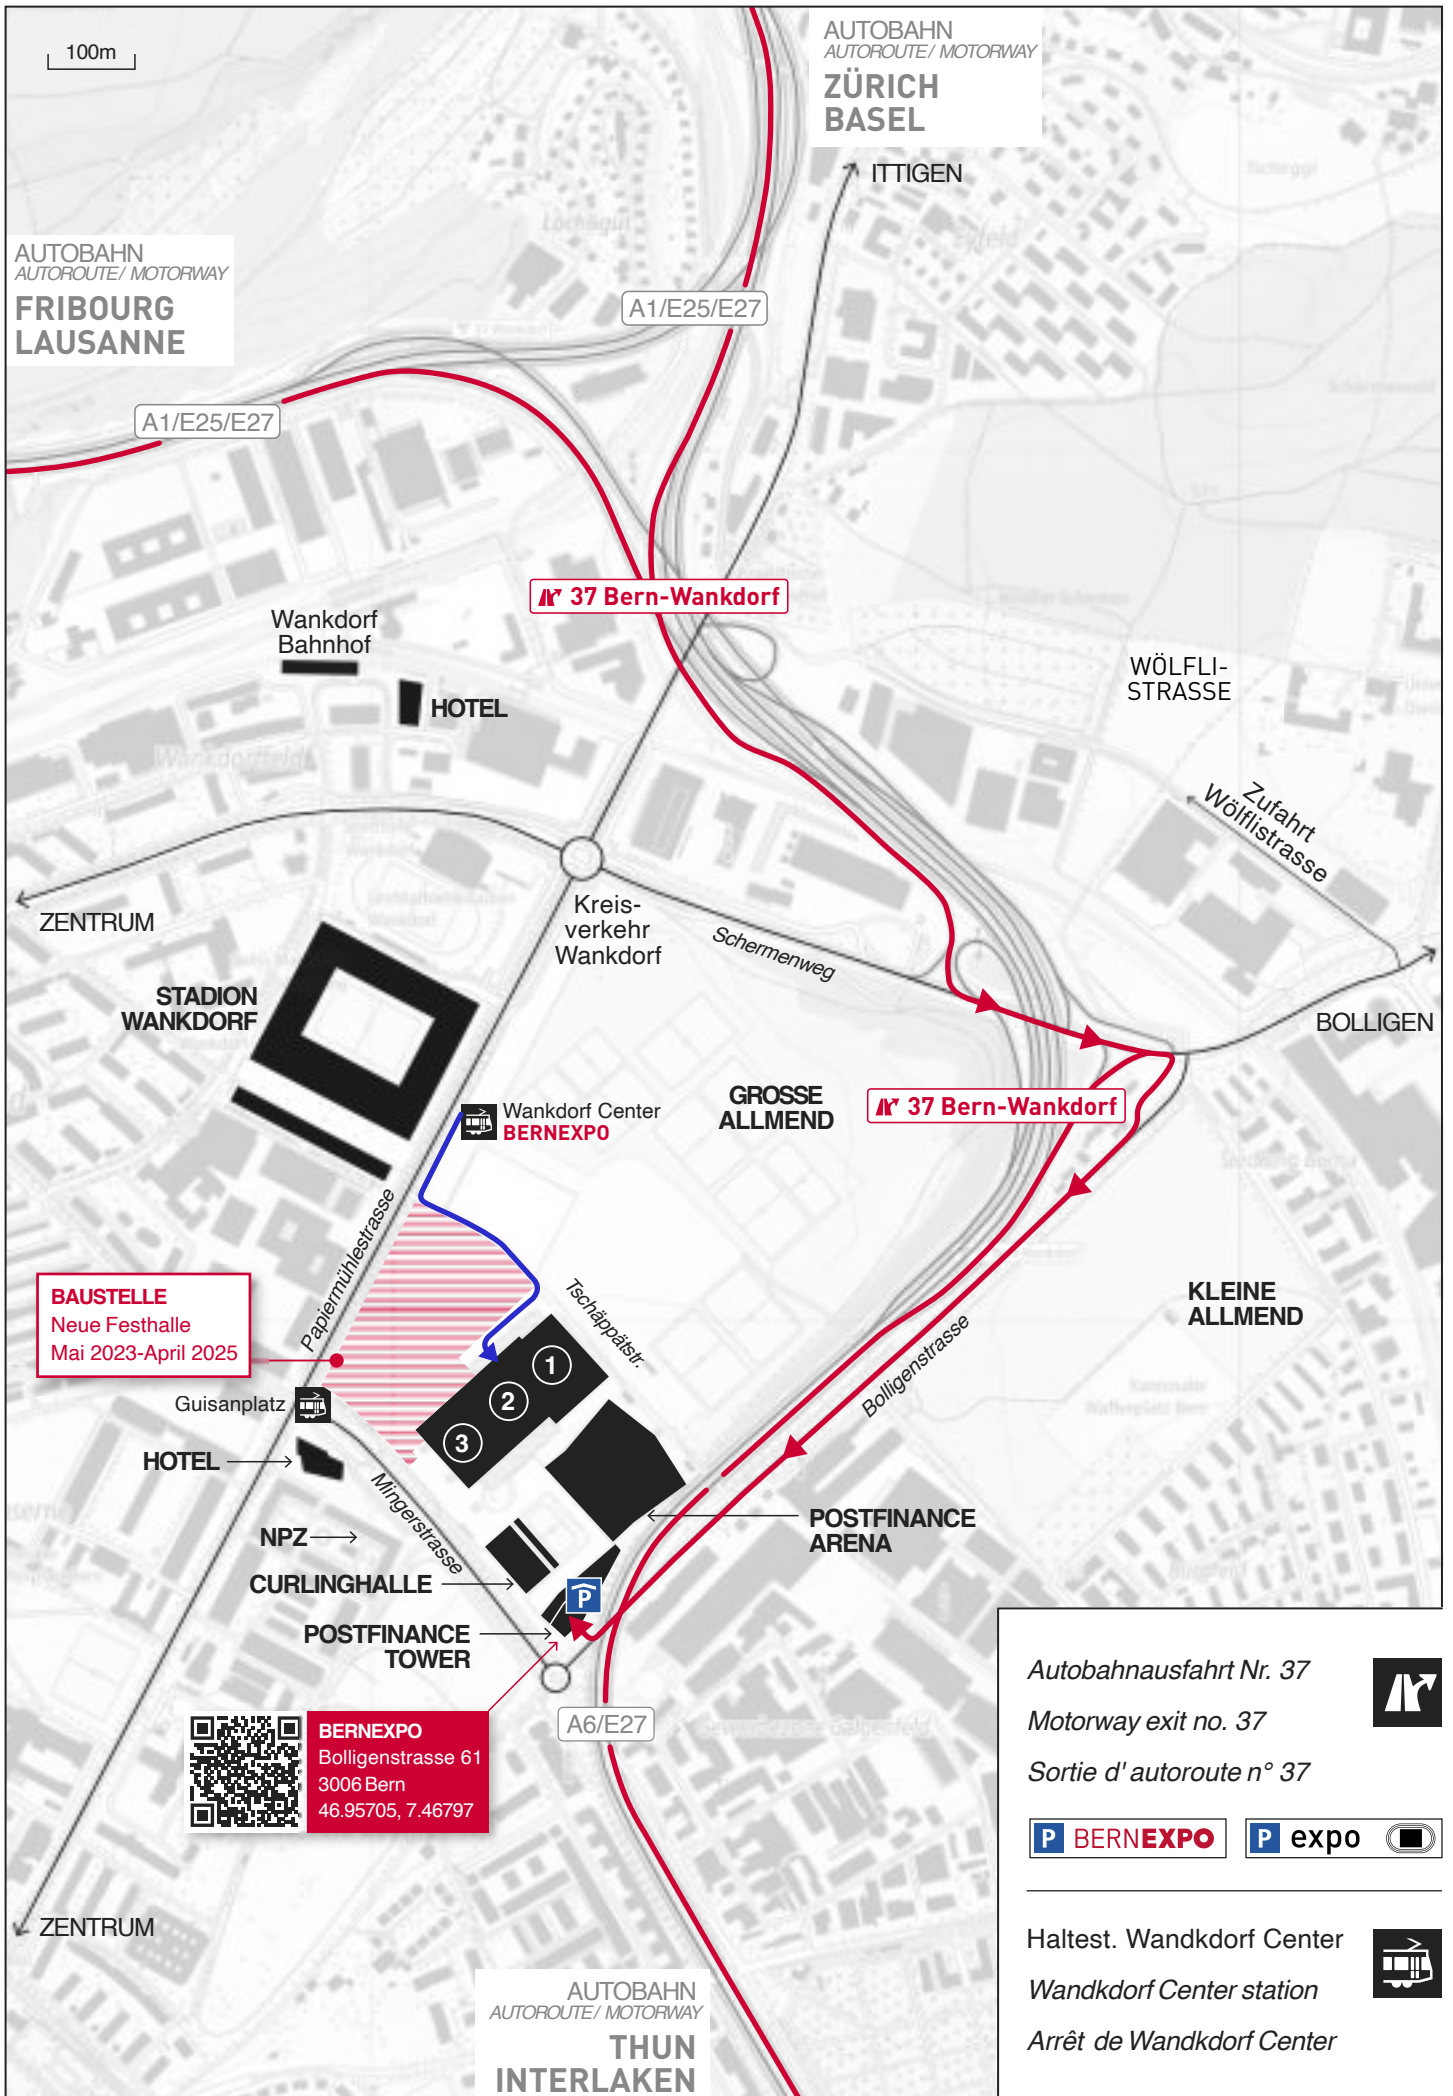 100m
AUTOBAHN
AUTOROUTE/ MOTORWAY
ZÜRICH
BASEL
ITTIGEN
AUTOBAHN
AUTOROUTE/ MOTORWAY
FRIBOURG
LAUSANNE
A1/E25/E27
A1/E25/E27
37 Bern-Wankdorf
Wankdorf
Bahnhof
HOTEL
WÖLFLI-
STRASSE
Zufahrt
Wölflistrasse
ZENTRUM
Kreis-
verkehr
Wankdorf
Schermenweg
STADION
WANKDORF
BOLLIGEN
GROSSE
ALLMEND
37 Bern-Wankdorf
Wankdorf Center
BERNEXPO
Papiermühlestrasse
BAUSTELLE
Neue Festhalle
Mai 2023-April 2025
Tschäppätstr.
KLEINE
ALLMEND
Bolligenstrasse
1
2
3
Guisanplatz
HOTEL
Mingerstrasse
NPZ
POSTFINANCE
ARENA
CURLINGHALLE
P
POSTFINANCE
TOWER
A6/E27
BERNEXPO
Bolligenstrasse 61
3006 Bern
46.95705, 7.46797
Autobahnausfahrt Nr. 37
Motorway exit no. 37
Sortie d' autoroute n° 37
P BERNEXPO
P expo
ZENTRUM
Haltest. Wandkdorf Center
Wandkdorf Center station
Arrêt de Wandkdorf Center
AUTOBAHN
AUTOROUTE/ MOTORWAY
THUN
INTERLAKEN